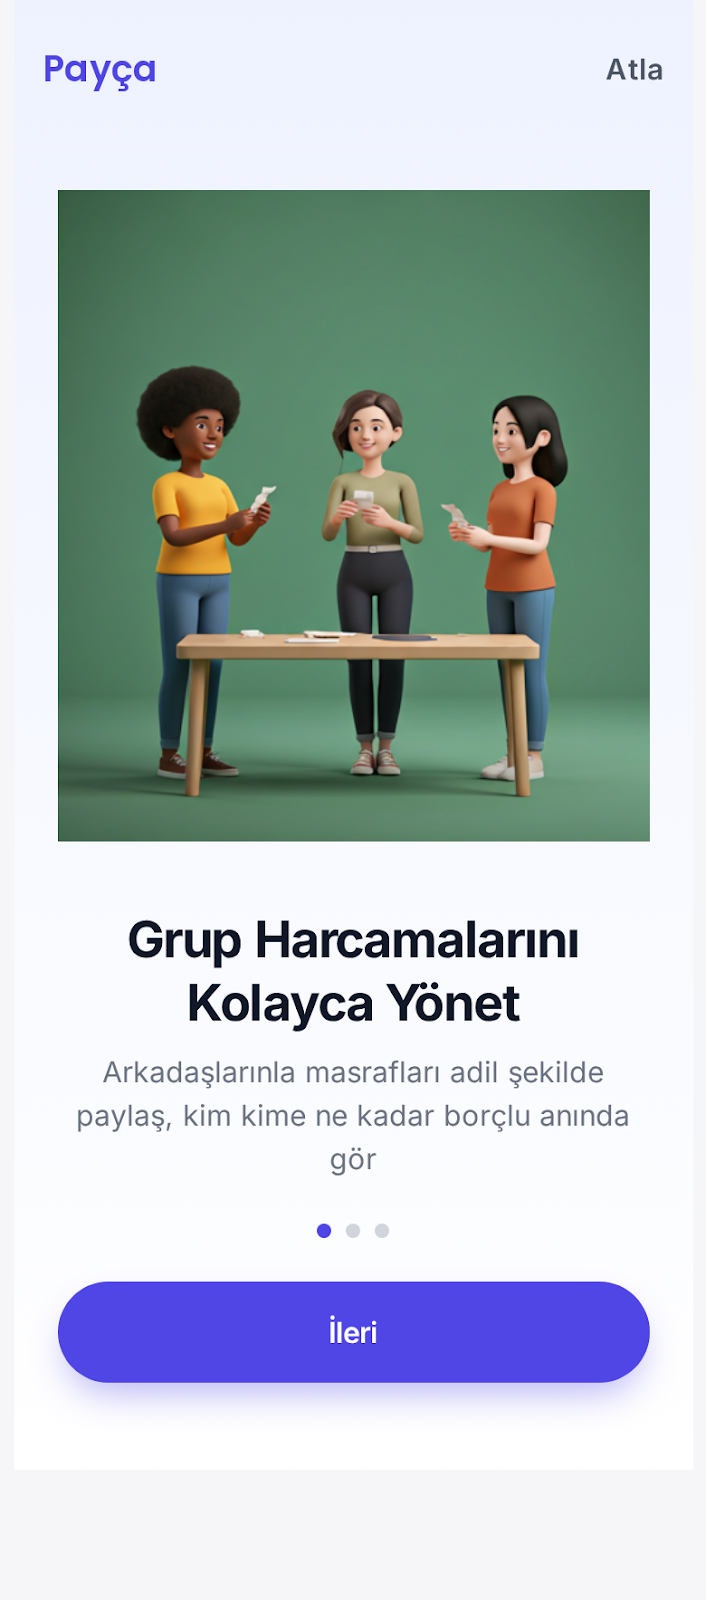 Payça
Atla
Grup Harcamalarını
Kolayca Yönet
Arkadaşlarınla masrafları adil şekilde
paylaş, kim kime ne kadar borçlu anında
gör
İleri